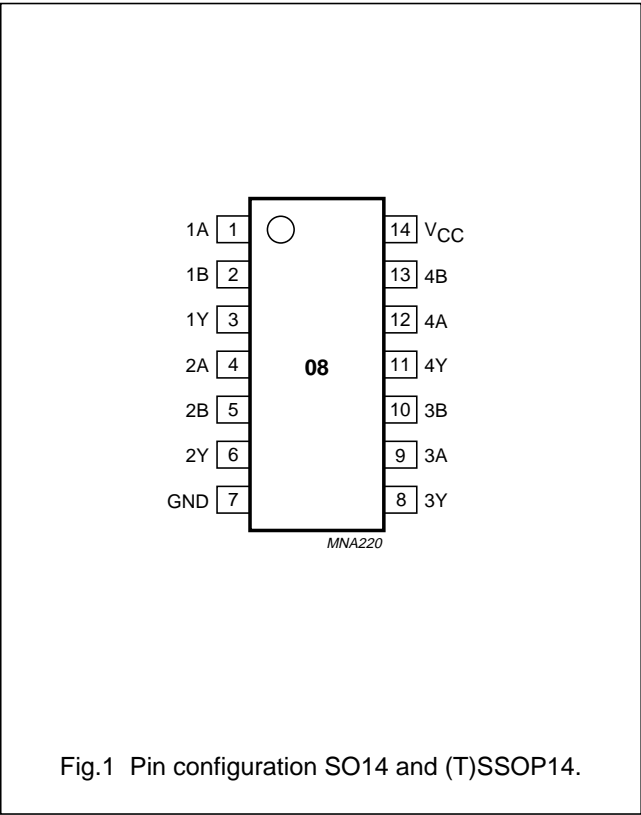 1A 1 14 VCC
1B 2 13 4B
1Y 3 12 4A
2A 4 08 11 4Y
2B 5 10 3B
2Y 6 9 3A
GND 7 8 3Y
MNA220
Fig.1 Pin configuration SO14 and (T)SSOP14.